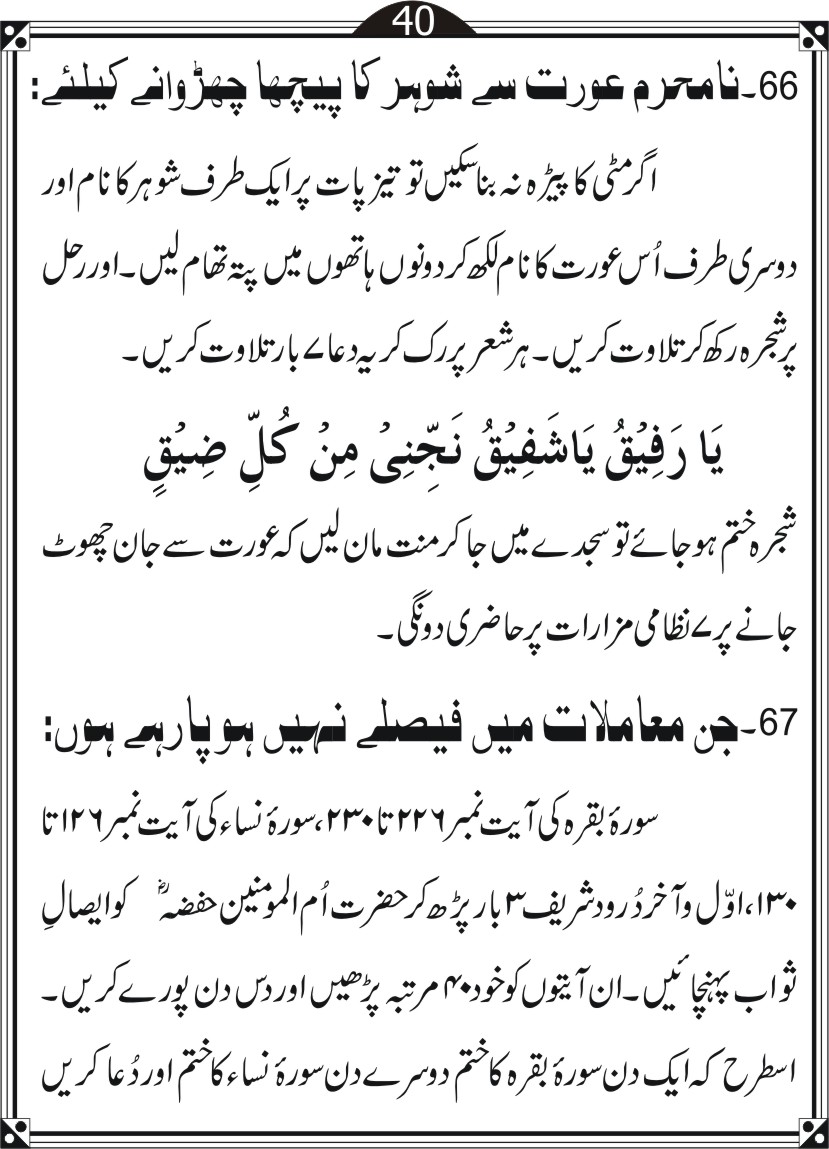 40
66۔نامحرم عورت سے شوہر کا پیچھا چھڑوانے کیلئے:
اگر مٹی کا پیڑہ نہ بنا سکیں تو تیز پات پر ایک طرف شوہر کا نام اور
دوسری طرف اُس عورت کا نام لکھ کر دونوں ہاتھوں میں پتہ تھام لیں۔ اور رحل
پر شجرہ رکھ کر تلاوت کریں۔ ہر شعر پر رک کر یہ دعا ۷ بار تلاوت کریں۔
یَا رَفِیْقُ یَاشَفِیْقُ نَجِّنِیْ مِنْ کُلِّ ضِیْقٍ
شجرہ ختم ہو جائے تو سجدے میں جا کر منت مان لیں کہ عورت سے جان چھوٹ
جانے پر ۷ نظامی مزارات پر حاضری دونگی۔
67۔جن معاملات میں فیصلے نہیں ہو پارہے ہوں:
سورۂ بقرہ کی آیت نمبر ۲۲۶ تا ۲۳۰، سورۂ نساء کی آیت نمبر ۱۲۶ تا
۱۳۰، اوّل و آخر دُرود شریف ۳ بار پڑھ کر حضرت اُم المومنین حفضہؓ کو ایصالِ
ثواب پہنچائیں۔ ان آیتوں کو خود ۴۰ مرتبہ پڑھیں اور دس دن پورے کریں۔
اسطرح کہ ایک دن سورۂ بقرہ کا ختم دوسرے دن سورۂ نساء کا ختم اور دُعا کریں